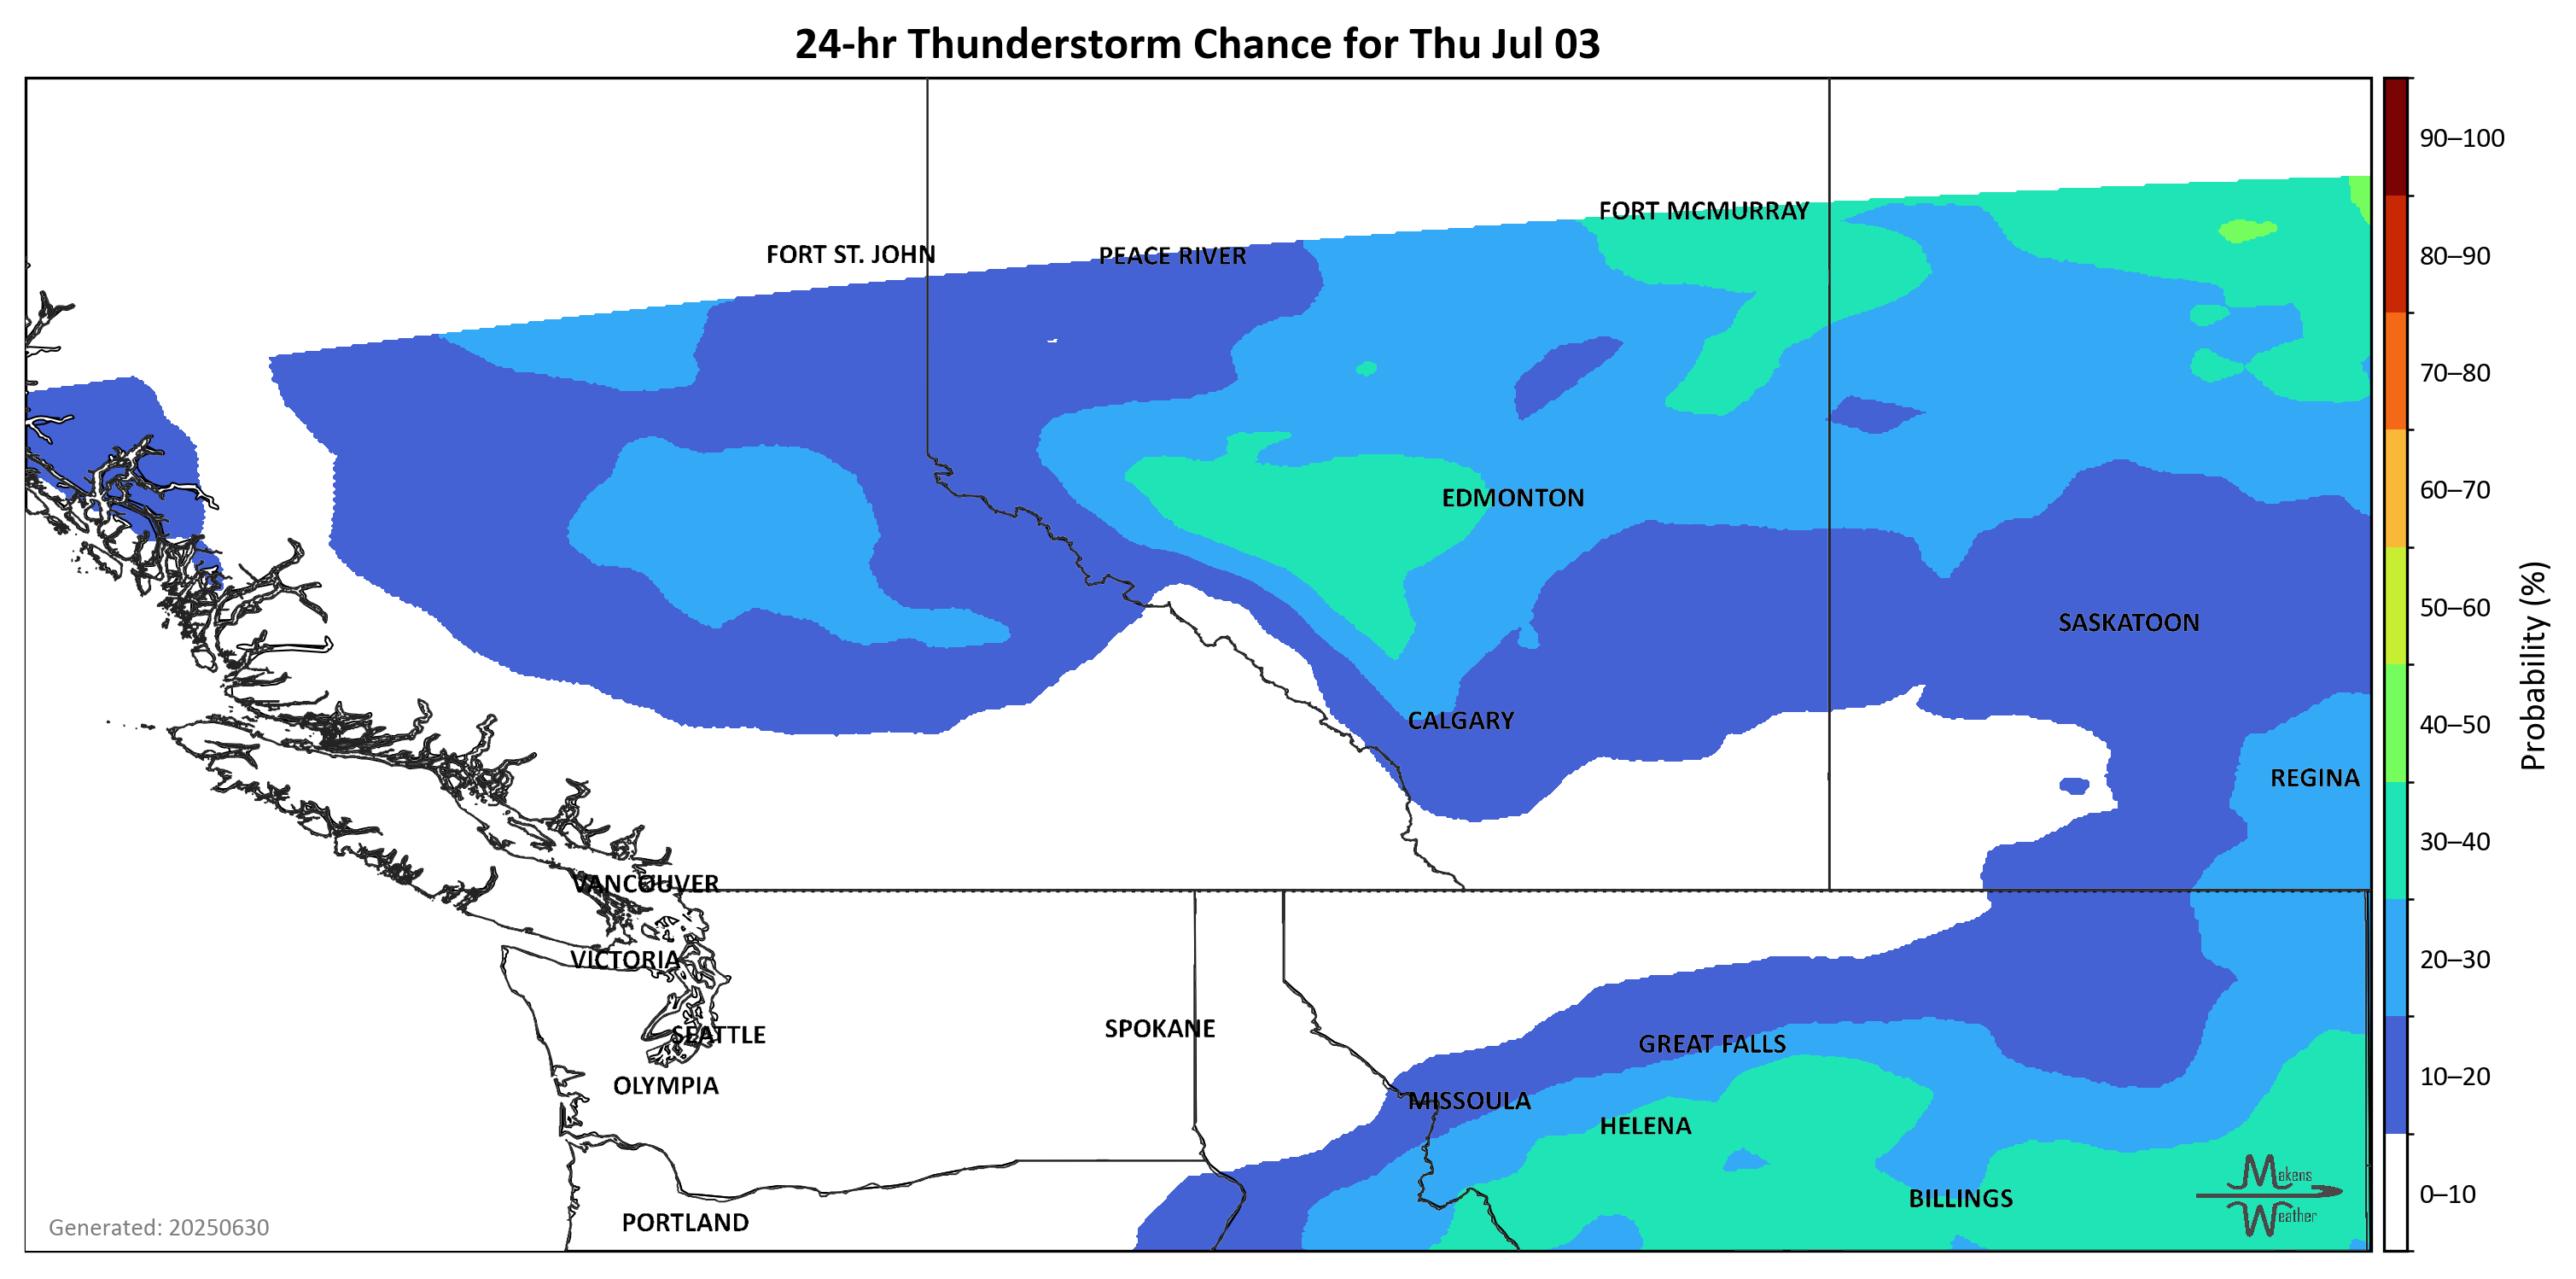 24-hr Thunderstorm Chance for Thu Jul 03
90–100
FORT MCMURRAY
FORT ST. JOHN
PEACE RIVER
80–90
70–80
60–70
EDMONTON
50–60
SASKATOON
Probability (%)
CALGARY
40–50
REGINA
30–40
VANCOUVER
VICTORIA
20–30
SPOKANE
SEATTLE
GREAT FALLS
10–20
OLYMPIA
MISSOULA
HELENA
Makens
0–10
BILLINGS
Weather
PORTLAND
Generated: 20250630